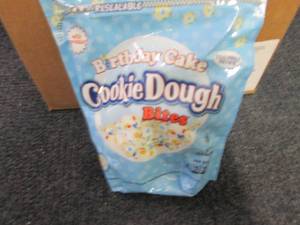 RESEALABLE
Birthday Cake
Cookie Dough
Bites